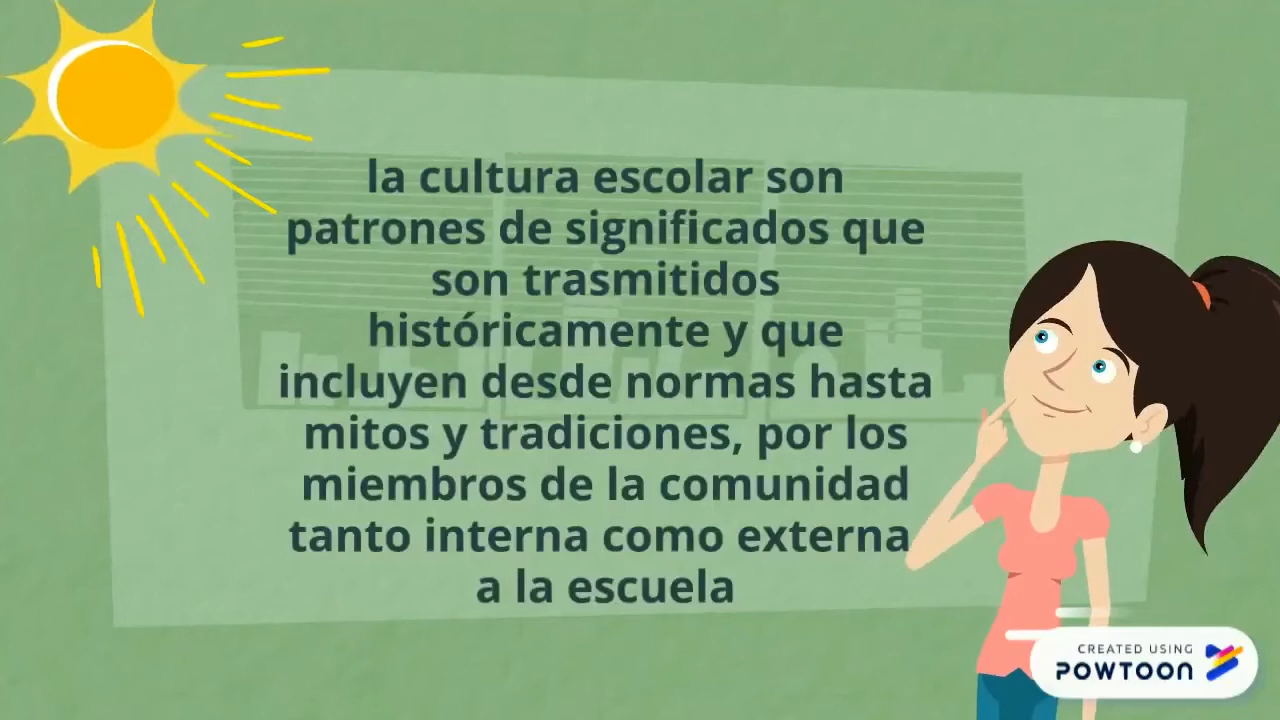 la cultura escolar son
patrones de significados que
son trasmitidos
históricamente y que
incluyen desde normas hasta
mitos y tradiciones, por los
miembros de la comunidad
tanto interna como externa
a la escuela
CREATED USING
POWTOON